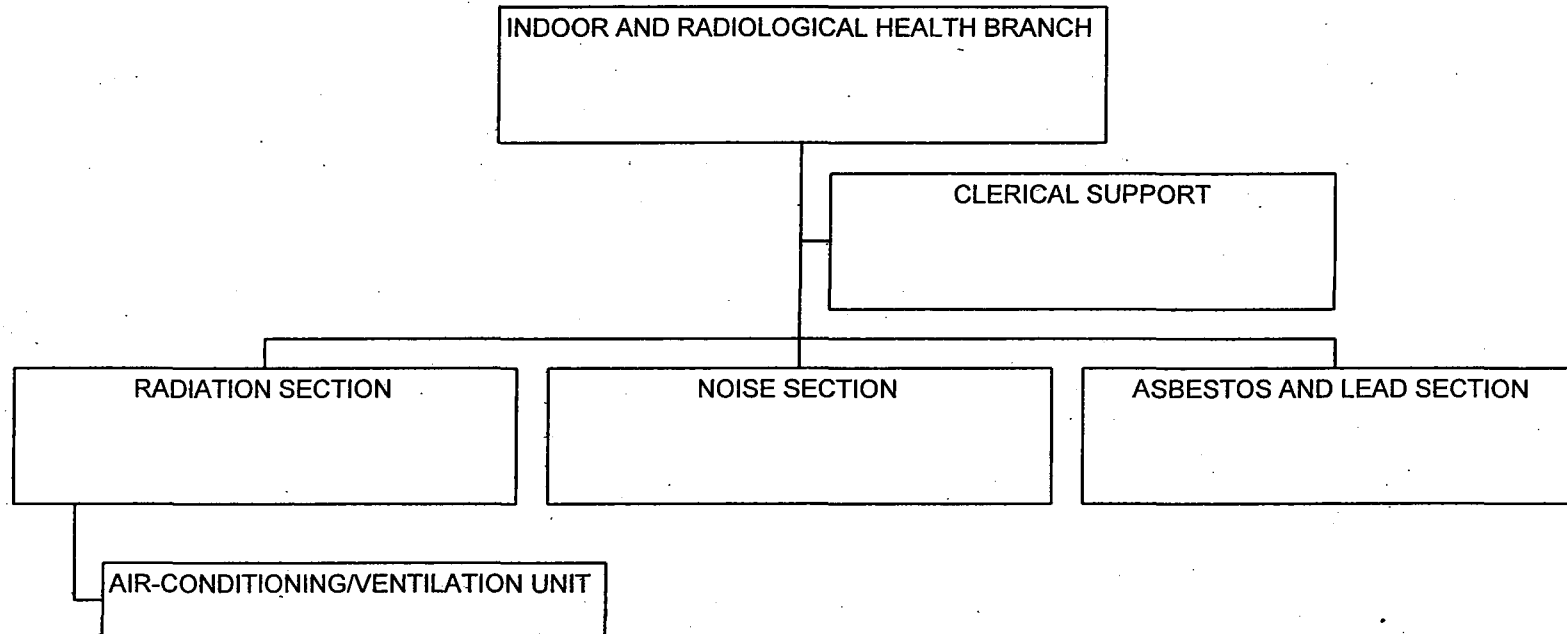 INDOOR AND RADIOLOGICAL HEALTH BRANCH
CLERICAL SUPPORT
RADIATION SECTION
NOISE SECTION
ASBESTOS AND LEAD SECTION
AIR-CONDITIONING/VENTILATION UNIT